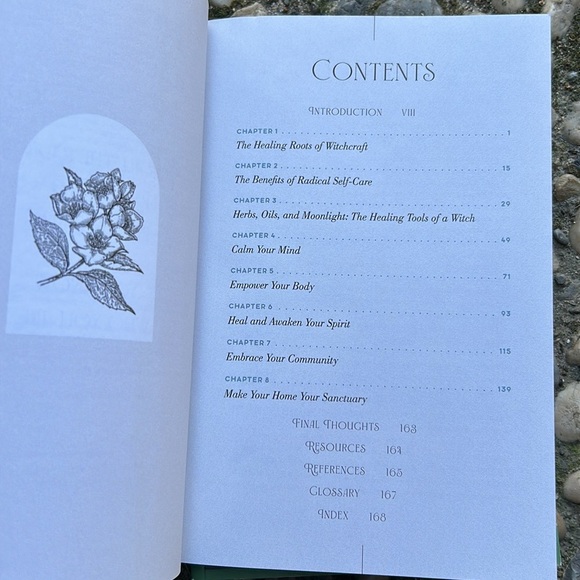 CONTENTS
INTRODUCTION VIII
CHAPTER 1 . . . . . . . . . . . . . . . . . . . . . . . . . . . . . . . . 1
The Healing Roots of Witchcraft
CHAPTER 2 . . . . . . . . . . . . . . . . . . . . . . . . . . . . . . . . 15
The Benefits of Radical Self-Care
CHAPTER 3 . . . . . . . . . . . . . . . . . . . . . . . . . . . . . . . . 29
Herbs, Oils, and Moonlight: The Healing Tools of a Witch
CHAPTER 4 . . . . . . . . . . . . . . . . . . . . . . . . . . . . . . . . 49
Calm Your Mind
CHAPTER 5 . . . . . . . . . . . . . . . . . . . . . . . . . . . . . . . . 71
Empower Your Body
CHAPTER 6 . . . . . . . . . . . . . . . . . . . . . . . . . . . . . . . . 93
Heal and Awaken Your Spirit
CHAPTER 7 . . . . . . . . . . . . . . . . . . . . . . . . . . . . . . . . 115
Embrace Your Community
CHAPTER 8 . . . . . . . . . . . . . . . . . . . . . . . . . . . . . . . . 139
Make Your Home Your Sanctuary
FINAL THOUGHTS 163
RESOURCES 164
REFERENCES 165
GLOSSARY 167
INDEX 168